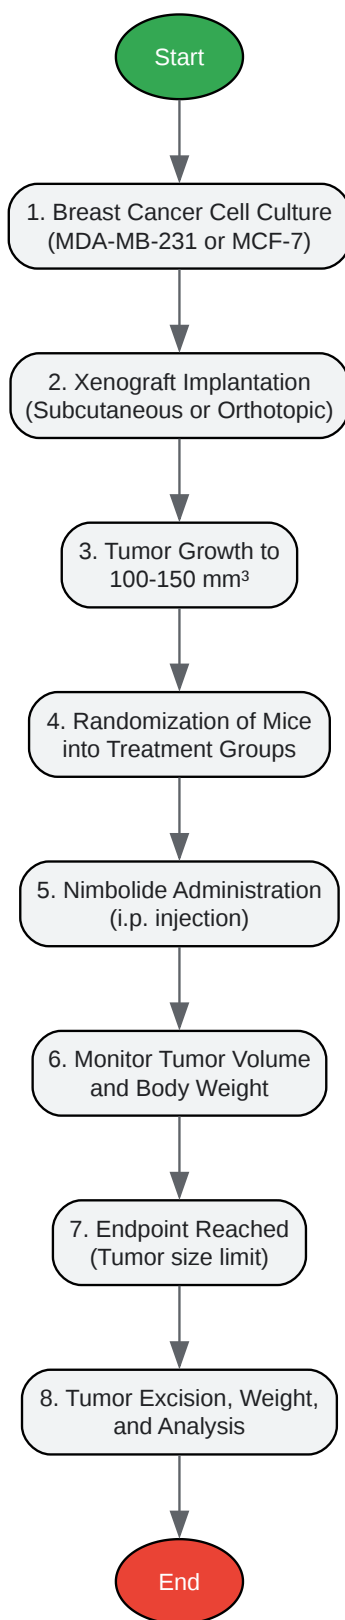 Start
1. Breast Cancer Cell Culture
(MDA-MB-231 or MCF-7)
2. Xenograft Implantation
(Subcutaneous or Orthotopic)
3. Tumor Growth to
100-150 mm³
4. Randomization of Mice
into Treatment Groups
5. Nimbolide Administration
(i.p. injection)
6. Monitor Tumor Volume
and Body Weight
7. Endpoint Reached
(Tumor size limit)
8. Tumor Excision, Weight,
and Analysis
End